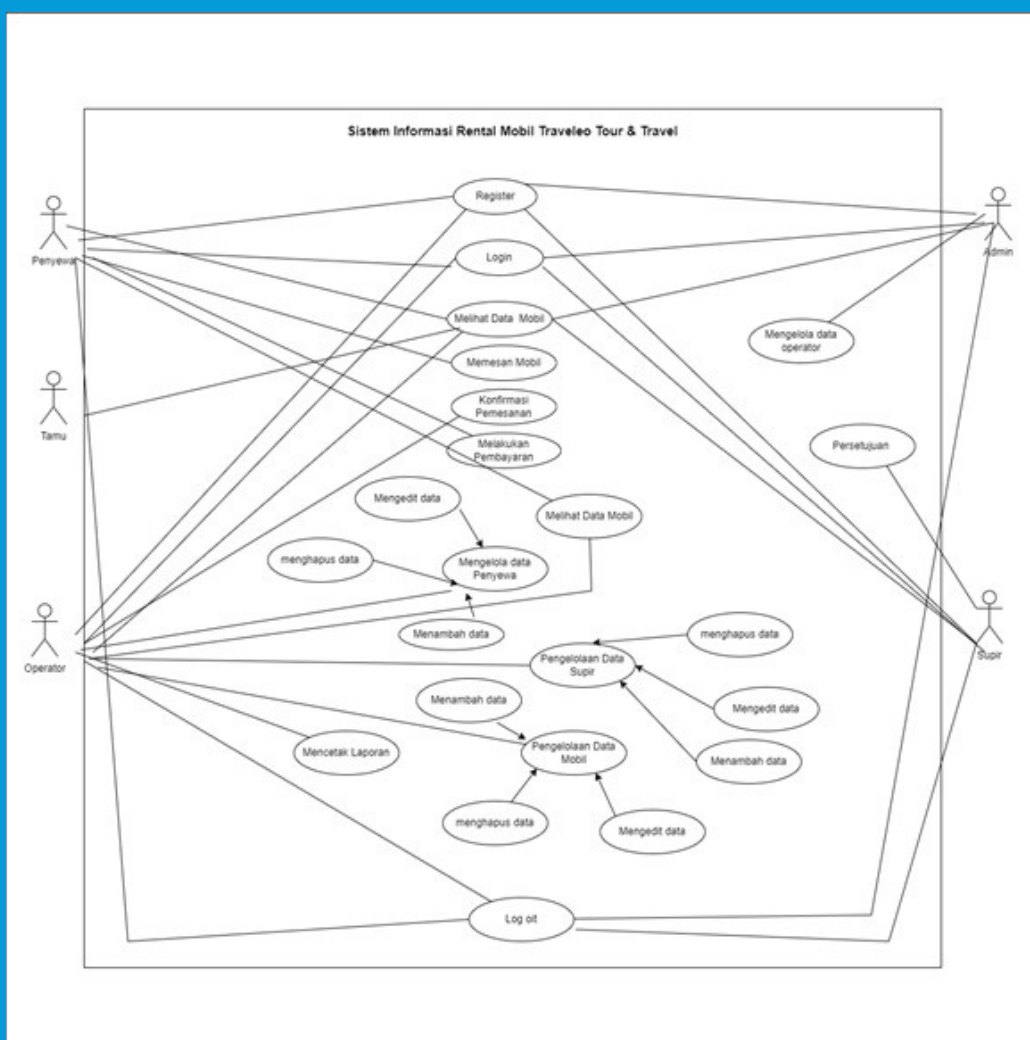 Sistem Informasi Rental Mobil Traveleo Tour & Travel
Register
Penyewa
Admin
Login
Melihat Data Mobil
Mengelola data
operator
Memesan Mobil
Tamu
Konfirmasi
Pemesanan
Melakukan
Pembayaran
Persetujuan
Mengedit data
Melihat Data Mobil
menghapus data
Mengelola data
Penyewa
Menambah data
Operator
Supir
menghapus data
Pengelolaan Data
Supir
Menambah data
Mengedit data
Mencetak Laporan
Pengelolaan Data
Mobil
Menambah data
menghapus data
Mengedit data
Log oit